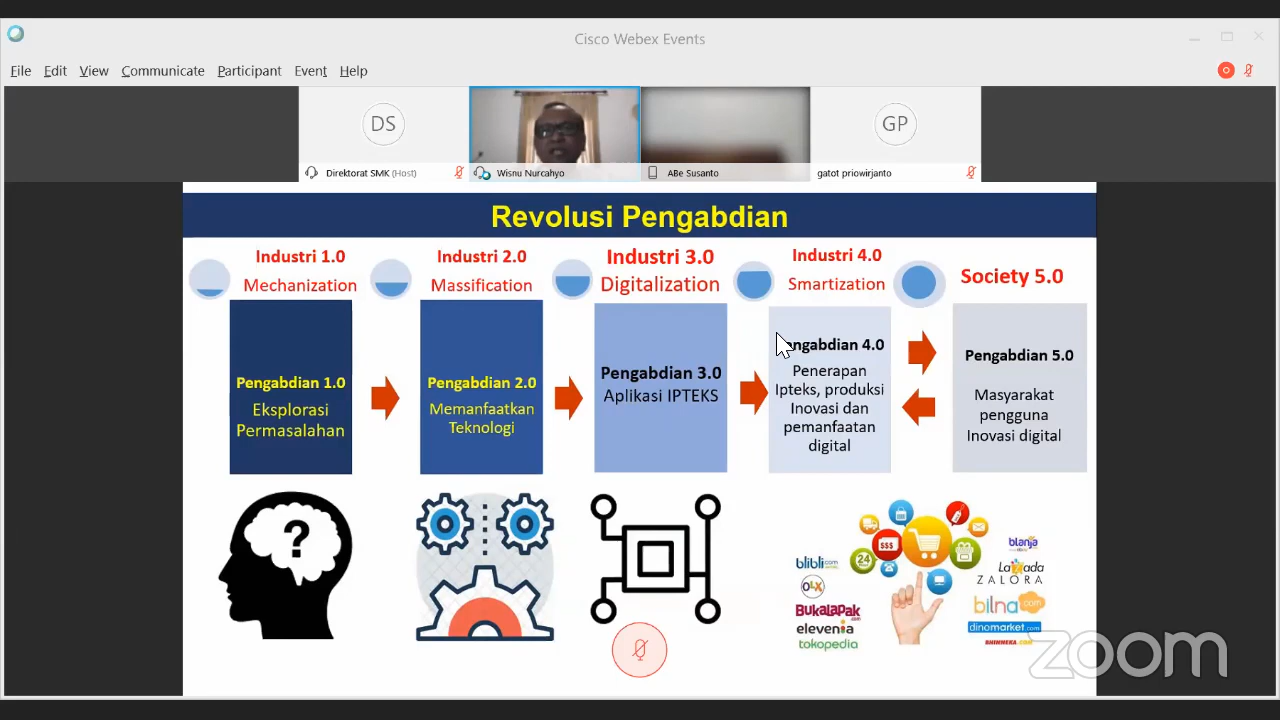 Cisco Webex Events
File Edit View Communicate Participant Event Help
DS
GP
Direktorat SMK (Host)
Wisnu Nurcahyo
ABe Susanto
gatot priowirjanto
Revolusi Pengabdian
Industri 1.0
Mechanization
Industri 2.0
Massification
Industri 3.0
Digitalization
Industri 4.0
Smartization
Society 5.0
Pengabdian 1.0
Eksplorasi
Permasalahan
Pengabdian 2.0
Memanfaatkan
Teknologi
Pengabdian 3.0
Aplikasi IPTEKS
Pengabdian 4.0
Penerapan
Ipteks, produksi
Inovasi dan
pemanfaatan
digital
Pengabdian 5.0
Masyarakat
pengguna
Inovasi digital
?
$$$
24
blibli.com
OLX
BUKALAPAK
elevenia
tokopedia
blanja
Lazada
ZALORA
bilna.com
dinomarket.com
BHINNEKA.COM
zoom